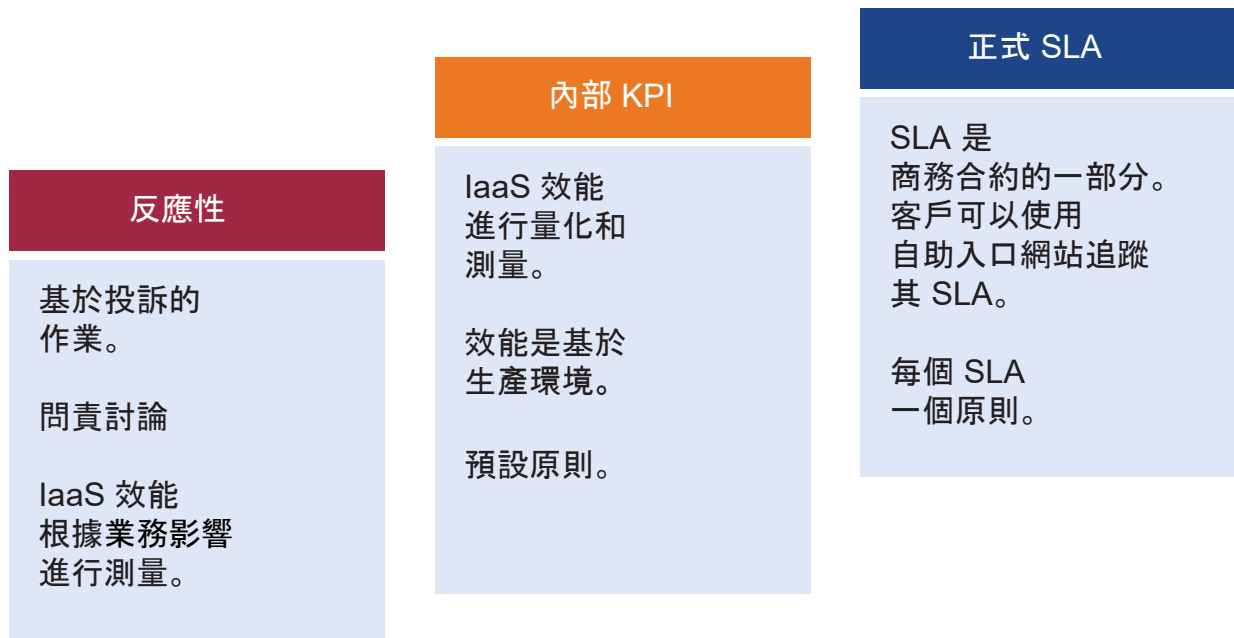 反應性
基於投訴的
作業。
問責討論
IaaS 效能
根據業務影響
進行測量。
內部 KPI
IaaS 效能
進行量化和
測量。
效能是基於
生產環境。
預設原則。
正式 SLA
SLA 是
商務合約的一部分。
客戶可以使用
自助入口網站追蹤
其 SLA。
每個 SLA
一個原則。